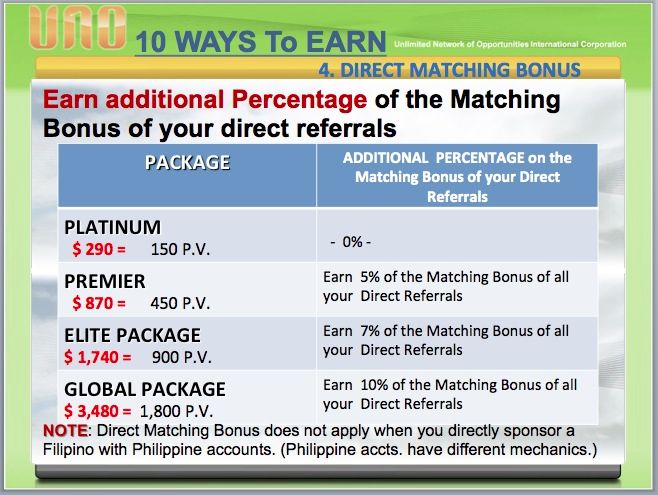 UNO
10 WAYS To EARN
Unlimited Network of Opportunities International Corporation
4. DIRECT MATCHING BONUS
Earn additional Percentage of the Matching
Bonus of your direct referrals
PACKAGE
ADDITIONAL PERCENTAGE on the
Matching Bonus of your Direct
Referrals
PLATINUM
$ 290 = 150 P.V.
- 0% -
PREMIER
$ 870 = 450 P.V.
Earn 5% of the Matching Bonus of all
your Direct Referrals
ELITE PACKAGE
$ 1,740 = 900 P.V.
Earn 7% of the Matching Bonus of all
your Direct Referrals
GLOBAL PACKAGE
$ 3,480 = 1,800 P.V.
Earn 10% of the Matching Bonus of all
your Direct Referrals
NOTE: Direct Matching Bonus does not apply when you directly sponsor a
Filipino with Philippine accounts. (Philippine accts. have different mechanics.)